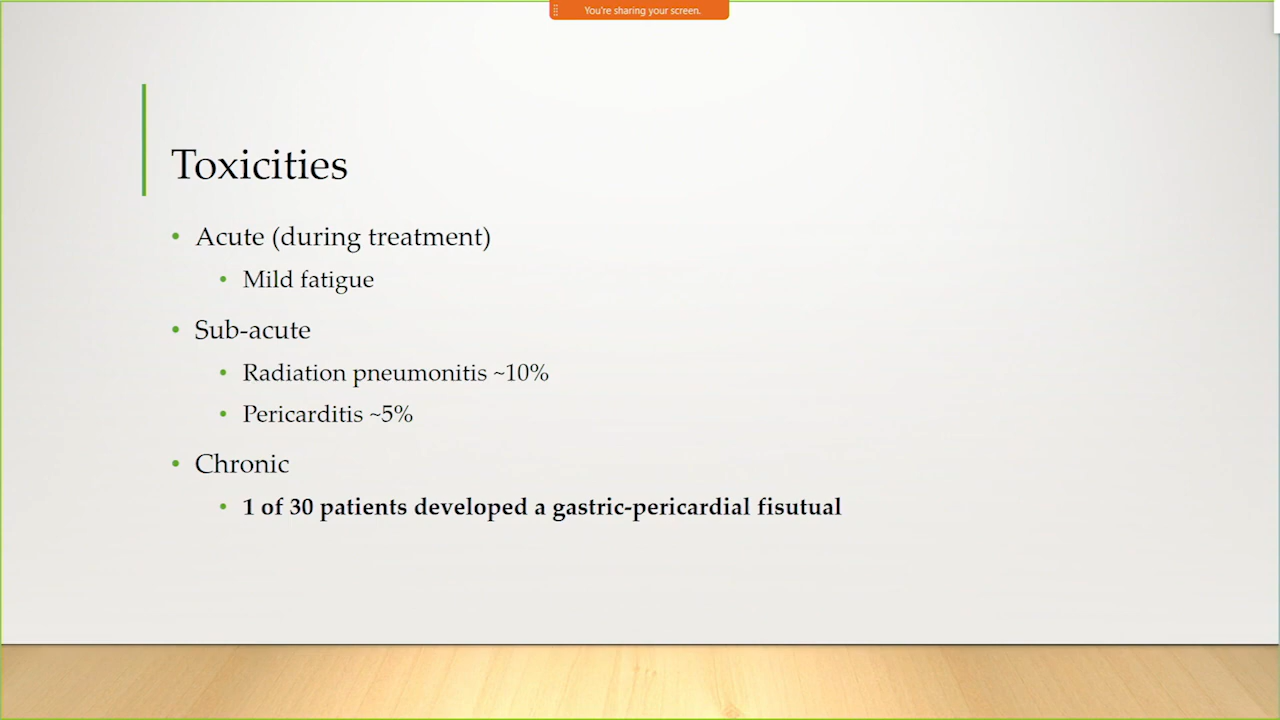 You're sharing your screen.
Toxicities
• Acute (during treatment)
• Mild fatigue
• Sub-acute
• Radiation pneumonitis ~10%
• Pericarditis ~5%
• Chronic
• 1 of 30 patients developed a gastric-pericardial fisutual